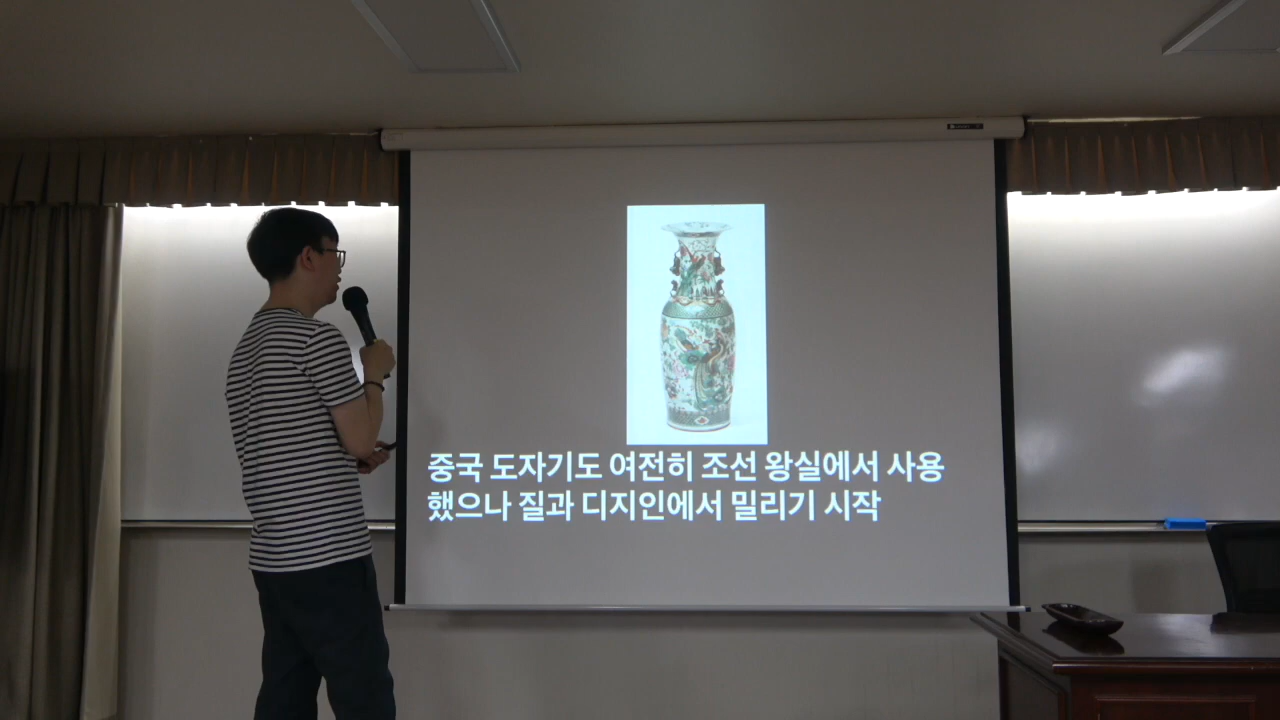 중국 도자기도 여전히 조선 왕실에서 사용
했으나 질과 디지인에서 밀리기 시작